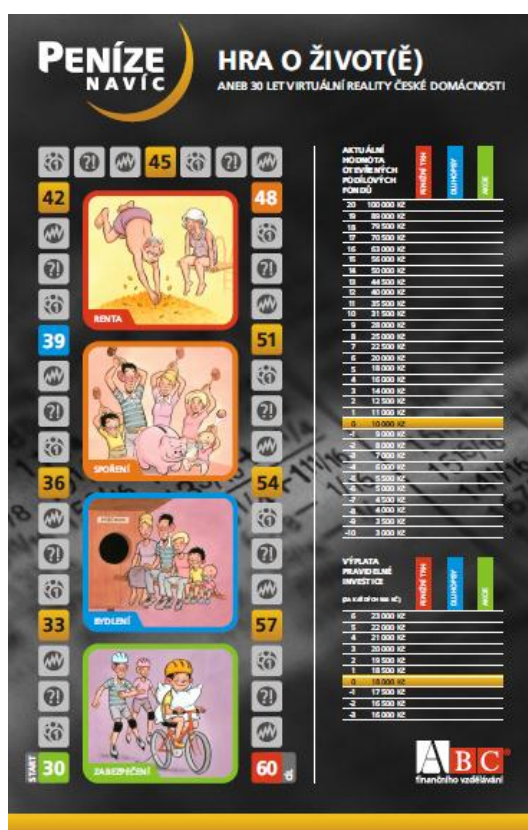 PENÍZE
NAVÍC
HRA O ŽIVOT(Ě)
ANEB 30 LET VIRTUÁLNÍ REALITY ČESKÉ DOMÁCNOSTI
45
42
48
39
51
36
54
33
57
START
30
60
RENTA
SPOŘENÍ
BYDLENÍ
ZABEZPEČENÍ
AKTUÁLNÍ
HODNOTA
OTEVŘENÝCH
PODÍLOVÝCH
FONDŮ
PENĚŽNÍ TRH
DLUHOPISY
AKCIE
20 100 000 KČ
19 89 000 KČ
18 79 500 KČ
17 70 500 KČ
16 63 000 KČ
15 56 000 KČ
14 50 000 KČ
13 44 500 KČ
12 40 000 KČ
11 35 500 KČ
10 31 500 KČ
9 28 000 KČ
8 25 000 KČ
7 22 500 KČ
6 20 000 KČ
5 18 000 KČ
4 16 000 KČ
3 14 000 KČ
2 12 500 KČ
1 11 000 KČ
0 10 000 KČ
-1 9 000 KČ
-2 8 000 KČ
-3 7 000 KČ
-4 6 000 KČ
-5 5 500 KČ
-6 5 000 KČ
-7 4 500 KČ
-8 4 000 KČ
-9 3 500 KČ
-10 3 000 KČ
VÝPLATA
PRAVIDELNÉ
INVESTICE
PENĚŽNÍ TRH
DLUHOPISY
AKCIE
6 23 000 KČ
5 22 000 KČ
4 21 000 KČ
3 20 000 KČ
2 19 500 KČ
1 18 500 KČ
0 18 000 KČ
-1 17 500 KČ
-2 16 500 KČ
-3 16 000 KČ
ABC
finančního vzdělávání